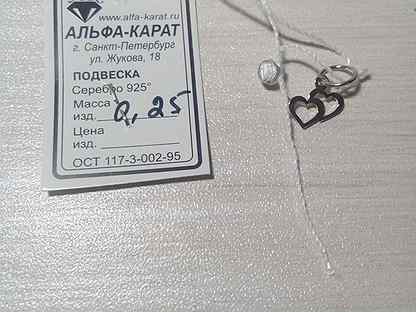 www.alfa-karat.ru
АЛЬФА-КАРАТ
г. Санкт-Петербург
ул. Жукова, 18
ПОДВЕСКА
Серебро 925°
Масса
изд. 0,25
Цена
изд.
ОСТ 117-3-002-95